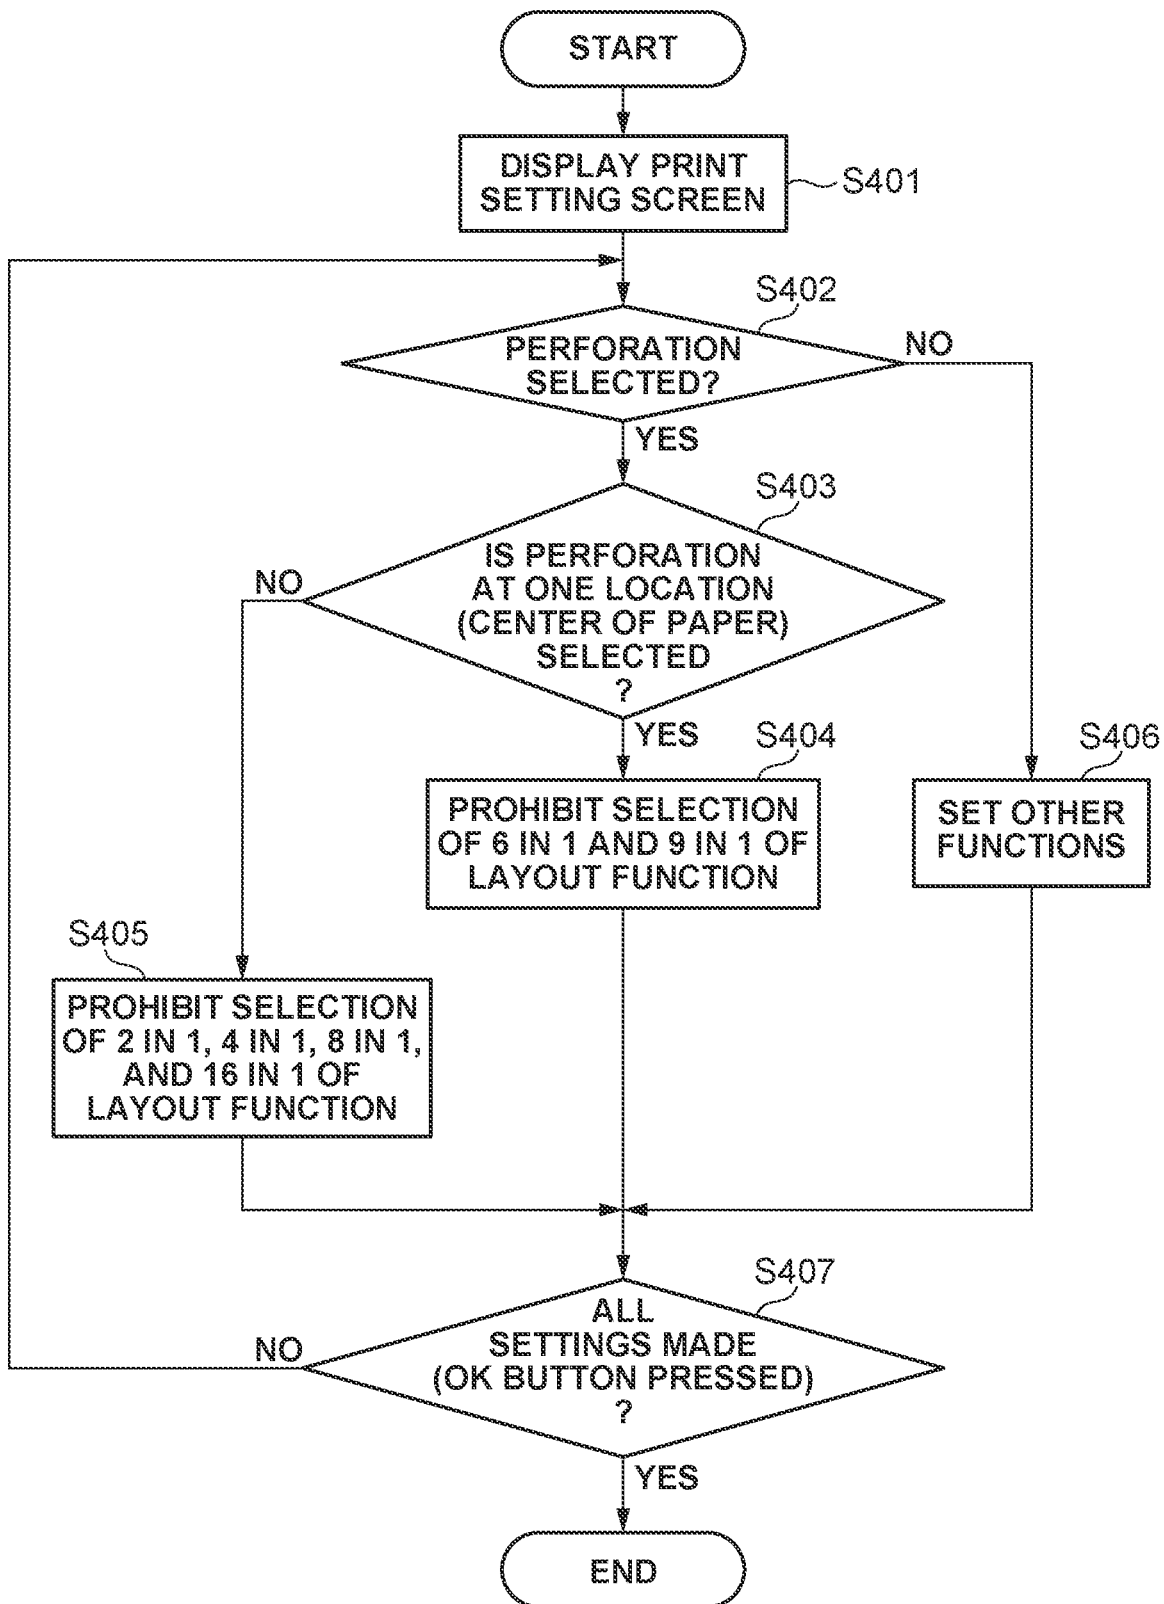 START
DISPLAY PRINT
SETTING SCREEN
S401
S402
PERFORATION
SELECTED?
NO
YES
S403
IS PERFORATION
AT ONE LOCATION
(CENTER OF PAPER)
SELECTED
?
NO
YES
S404
PROHIBIT SELECTION
OF 6 IN 1 AND 9 IN 1 OF
LAYOUT FUNCTION
S406
SET OTHER
FUNCTIONS
S405
PROHIBIT SELECTION
OF 2 IN 1, 4 IN 1, 8 IN 1,
AND 16 IN 1 OF
LAYOUT FUNCTION
S407
ALL
SETTINGS MADE
(OK BUTTON PRESSED)
?
NO
YES
END